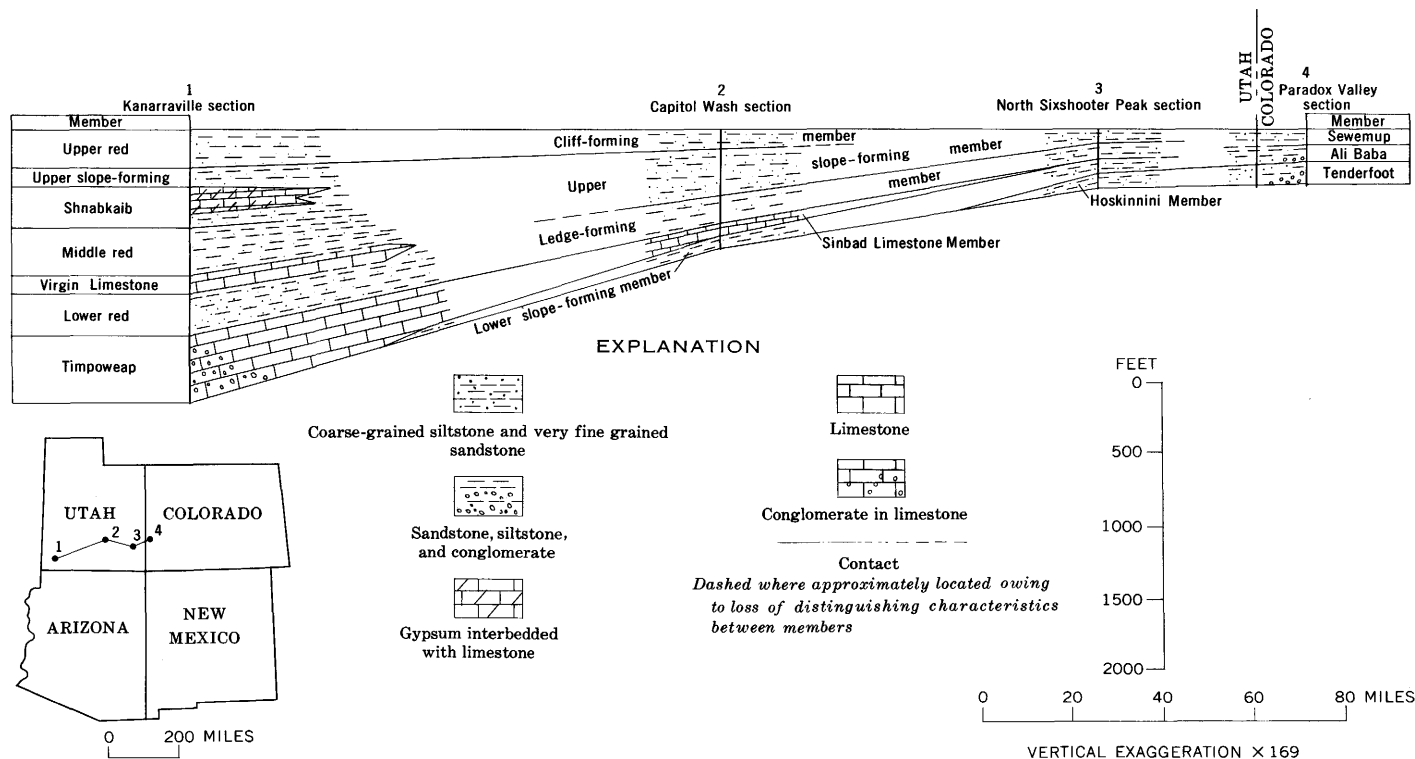 UTAH
COLORADO
1
Kanarraville section
2
Capitol Wash section
3
North Sixshooter Peak section
4
Paradox Valley
section
Member
Upper red
Upper slope-forming
Shnabkaib
Middle red
Virgin Limestone
Lower red
Timpoweap
Cliff-forming member
Upper slope-forming member
Ledge-forming member
Sinbad Limestone Member
Lower slope-forming member
Hoskinnini Member
Member
Sewemup
Ali Baba
Tenderfoot
EXPLANATION
Coarse-grained siltstone and very fine grained
sandstone
Sandstone, siltstone,
and conglomerate
Gypsum interbedded
with limestone
Limestone
Conglomerate in limestone
Contact
Dashed where approximately located owing
to loss of distinguishing characteristics
between members
FEET
0
500
1000
1500
2000
0 20 40 60 80 MILES
VERTICAL EXAGGERATION × 169
UTAH
COLORADO
1
2
3
4
ARIZONA
NEW
MEXICO
0 200 MILES